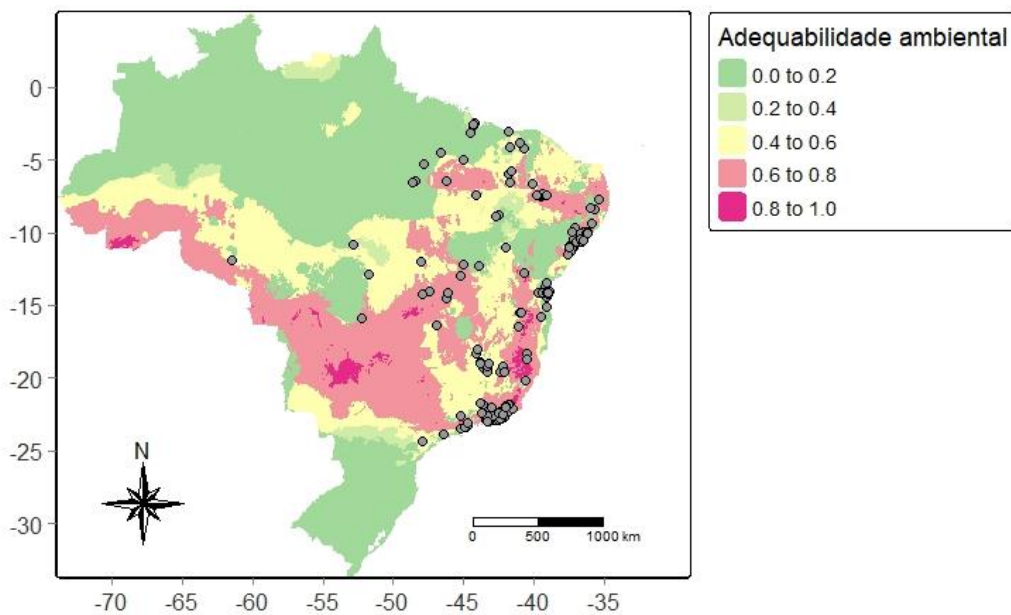 Adequabilidade ambiental
0.0 to 0.2
0.2 to 0.4
0.4 to 0.6
0.6 to 0.8
0.8 to 1.0
0
-5
-10
-15
-20
-25
-30
N
0 500 1000 km
-70 -65 -60 -55 -50 -45 -40 -35